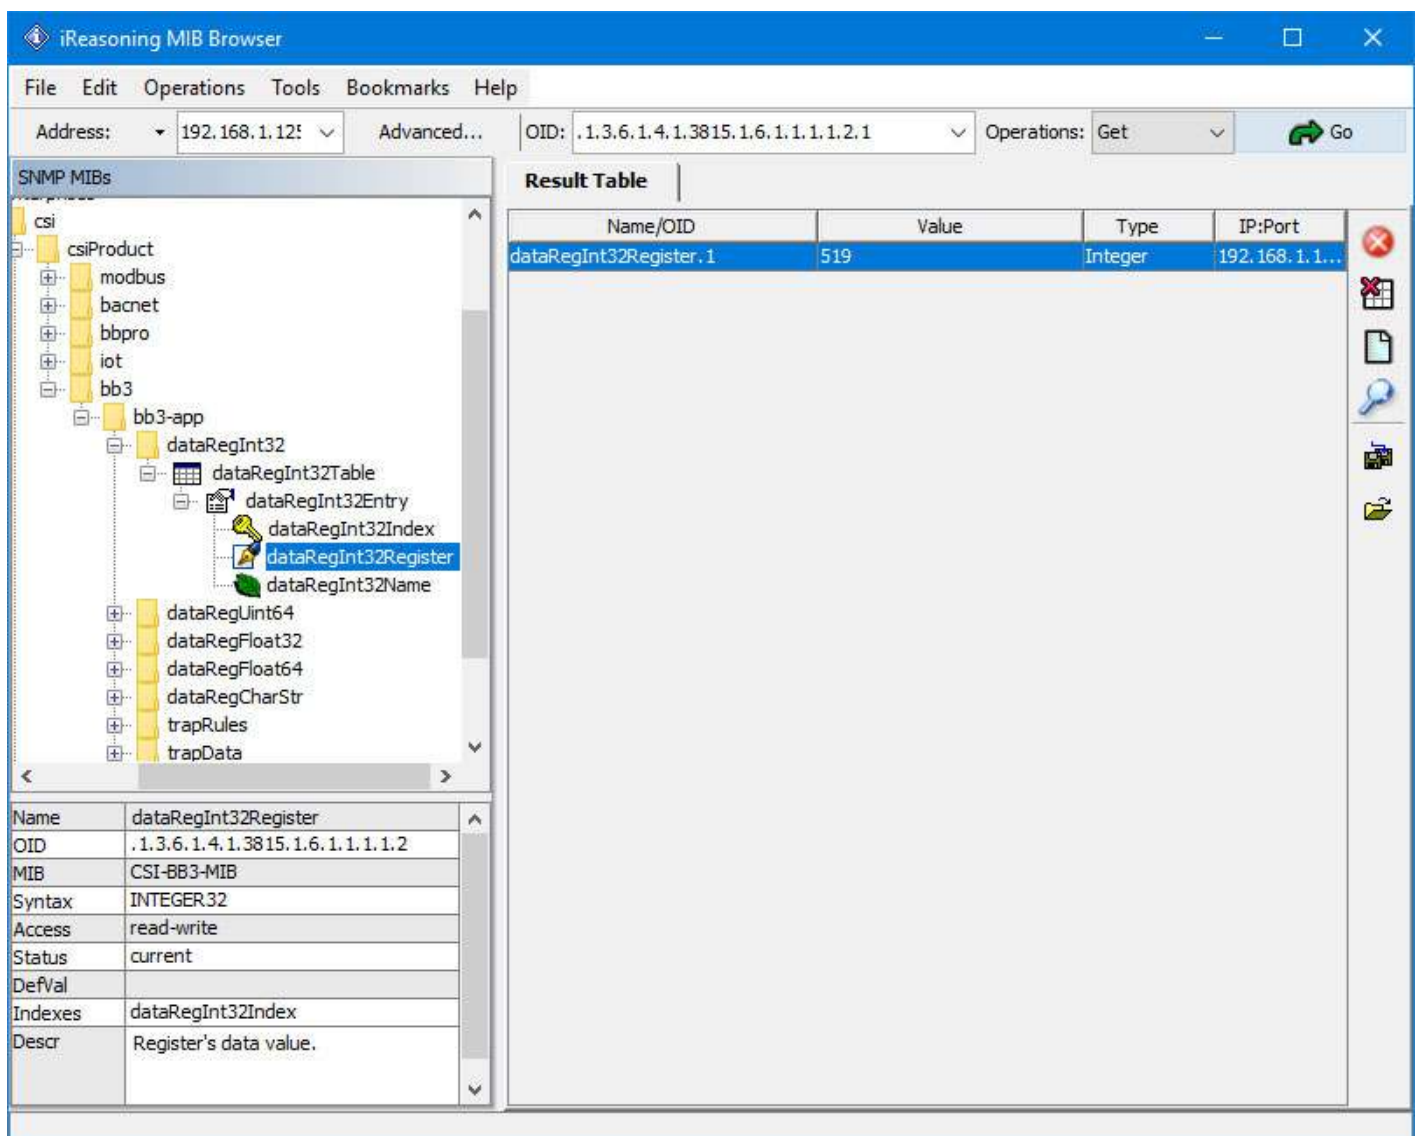 iReasoning MIB Browser
File Edit Operations Tools Bookmarks Help
Address: 192.168.1.12 Advanced... OID: .1.3.6.1.4.1.3815.1.6.1.1.1.1.2.1 Operations: Get Go
SNMP MIBs
csi
csiProduct
modbus
bacnet
bbpro
iot
bb3
bb3-app
dataRegInt32
dataRegInt32Table
dataRegInt32Entry
dataRegInt32Index
dataRegInt32Register
dataRegInt32Name
dataRegUint64
dataRegFloat32
dataRegFloat64
dataRegCharStr
trapRules
trapData
Name dataRegInt32Register
OID .1.3.6.1.4.1.3815.1.6.1.1.1.1.2
MIB CSI-BB3-MIB
Syntax INTEGER32
Access read-write
Status current
DefVal
Indexes dataRegInt32Index
Descr Register's data value.
Result Table
Name/OID Value Type IP:Port
dataRegInt32Register.1 519 Integer 192.168.1.1...